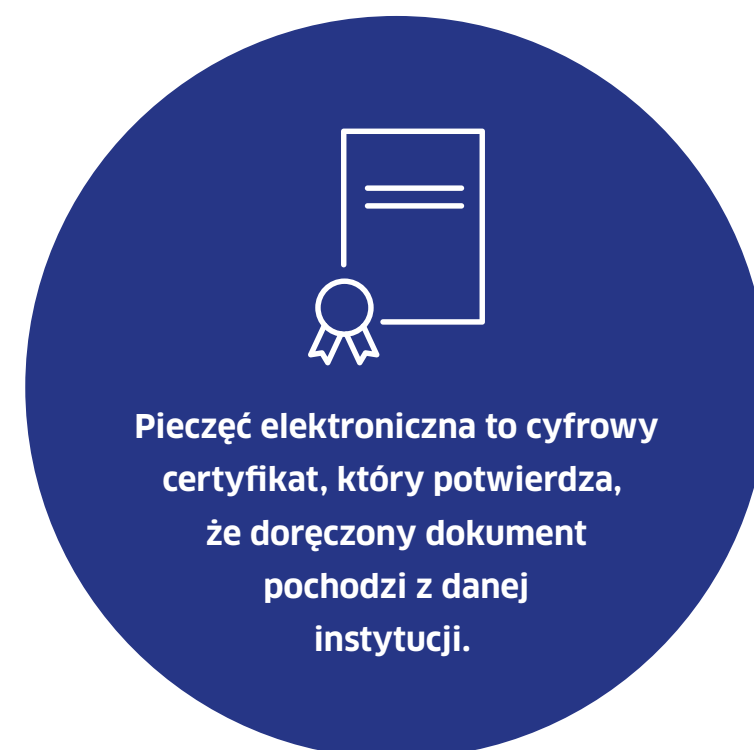 Pieczęć elektroniczna to cyfrowy
certyfikat, który potwierdza,
że doręczony dokument
pochodzi z danej
instytucji.